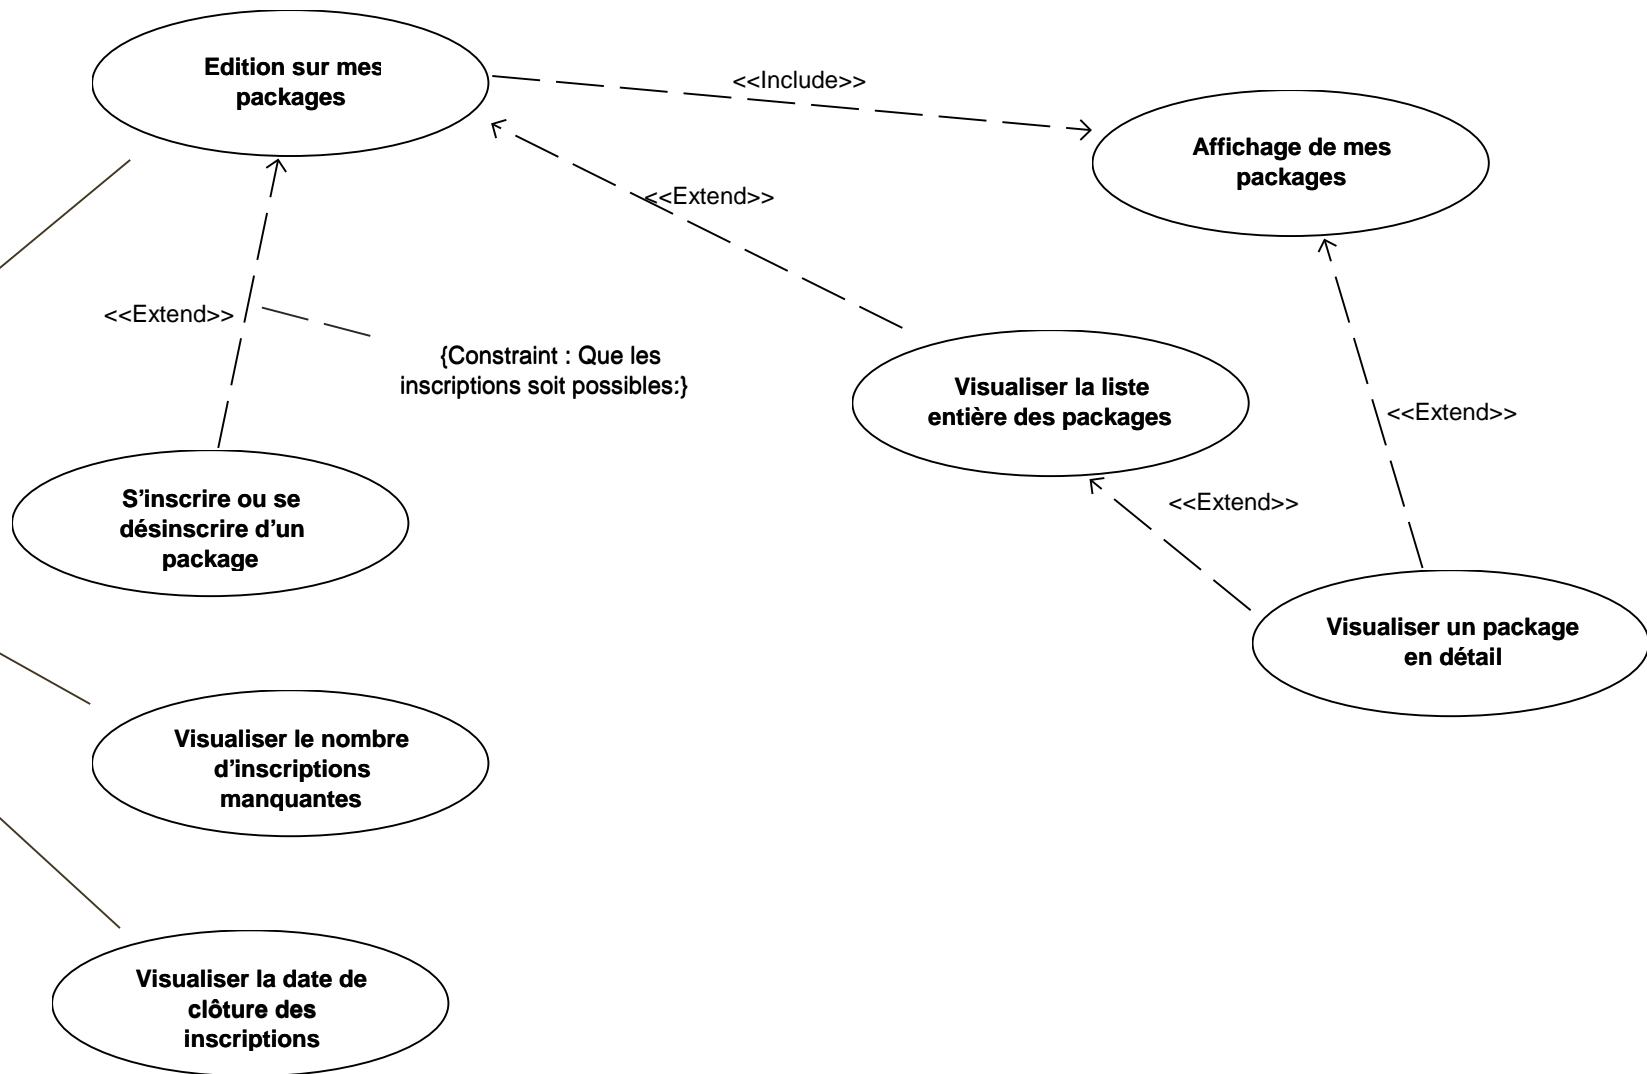 Edition sur mes
packages
<<Include>>
Affichage de mes
packages
<<Extend>>
<<Extend>>
{Constraint : Que les
inscriptions soit possibles.}
Visualiser la liste
entière des packages
<<Extend>>
<<Extend>>
S’inscrire ou se
désinscrire d’un
package
Visualiser un package
en détail
Visualiser le nombre
d’inscriptions
manquantes
Visualiser la date de
clôture des
inscriptions